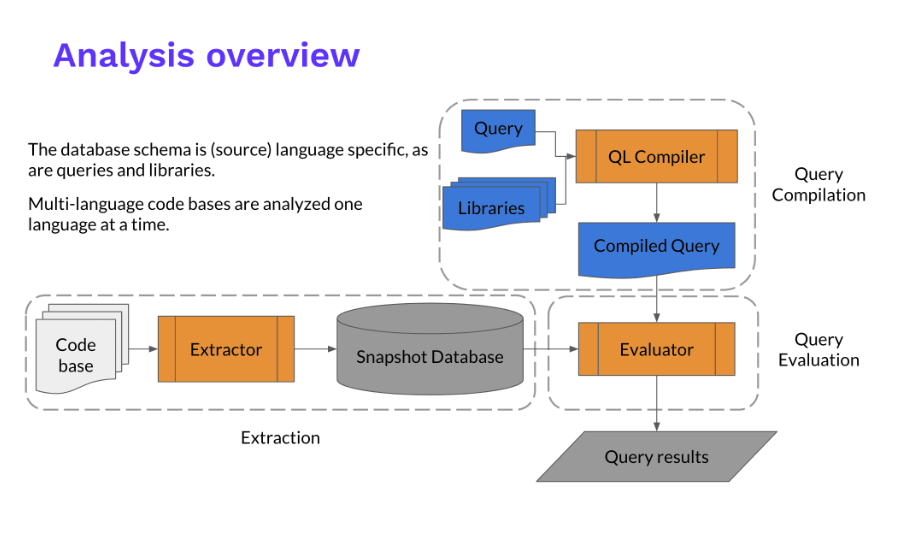 Analysis overview
The database schema is (source) language specific, as
are queries and libraries.
Multi-language code bases are analyzed one
language at a time.
Query
QL Compiler
Libraries
Compiled Query
Query
Compilation
Code
base
Extractor
Snapshot Database
Evaluator
Query
Evaluation
Extraction
Query results